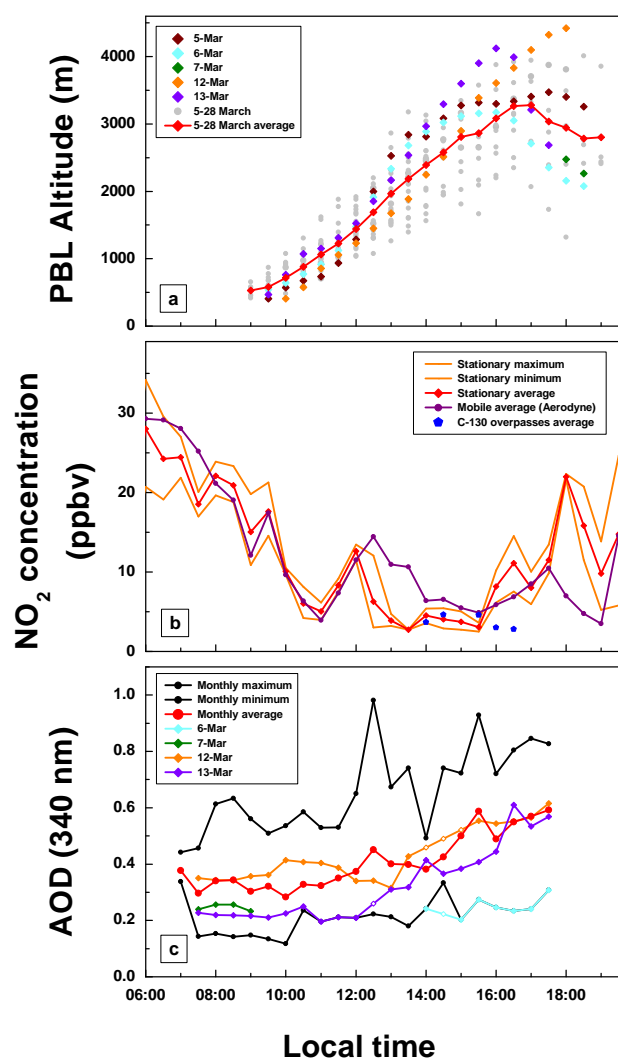 PBL Altitude (m)
4000
3000
2000
1000
0
5-Mar
6-Mar
7-Mar
12-Mar
13-Mar
5-28 March
5-28 March average
a
NO2 concentration
(ppbv)
30
20
10
0
Stationary maximum
Stationary minimum
Stationary average
Mobile average (Aerodyne)
C-130 overpasses average
b
AOD (340 nm)
1.0
0.8
0.6
0.4
0.2
0.0
Monthly maximum
Monthly minimum
Monthly average
6-Mar
7-Mar
12-Mar
13-Mar
c
06:00 08:00 10:00 12:00 14:00 16:00 18:00
Local time